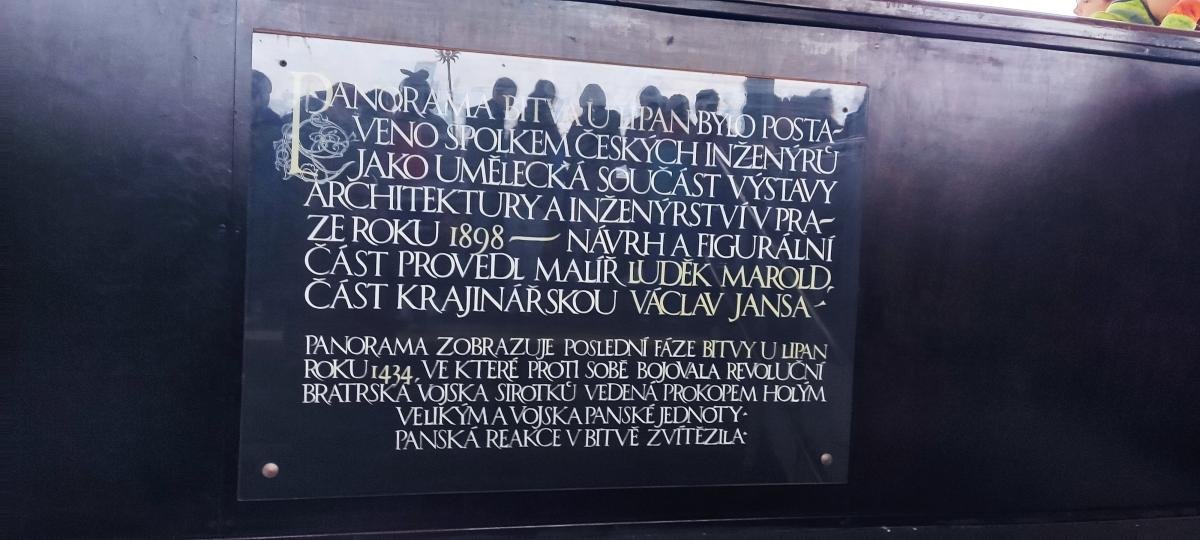 PANORAMA BITVA U LIPAN BYLO POSTA-
VENO SPOLKEM ČESKÝCH INŽENÝRŮ
JAKO UMĚLECKÁ SOUČÁST VÝSTAVY
ARCHITEKTURY A INŽENÝRSTVÍ V PRA-
ZE ROKU 1898 — NÁVRH A FIGURÁLNÍ
ČÁST PROVEDL MALÍŘ LUDĚK MAROLD,
ČÁST KRAJINÁŘSKOU VÁCLAV JANSA·
PANORAMA ZOBRAZUJE POSLEDNÍ FÁZE BITVY U LIPAN
ROKU 1434, VE KTERÉ PROTI SOBĚ BOJOVALA REVOLUČNÍ
BRATRSKÁ VOJSKA SIROTKŮ VEDENÁ PROKOPEM HOLÝM
VELIKÝM A VOJSKA PANSKÉ JEDNOTY·
PANSKÁ REAKCE V BITVĚ ZVÍTĚZILA·